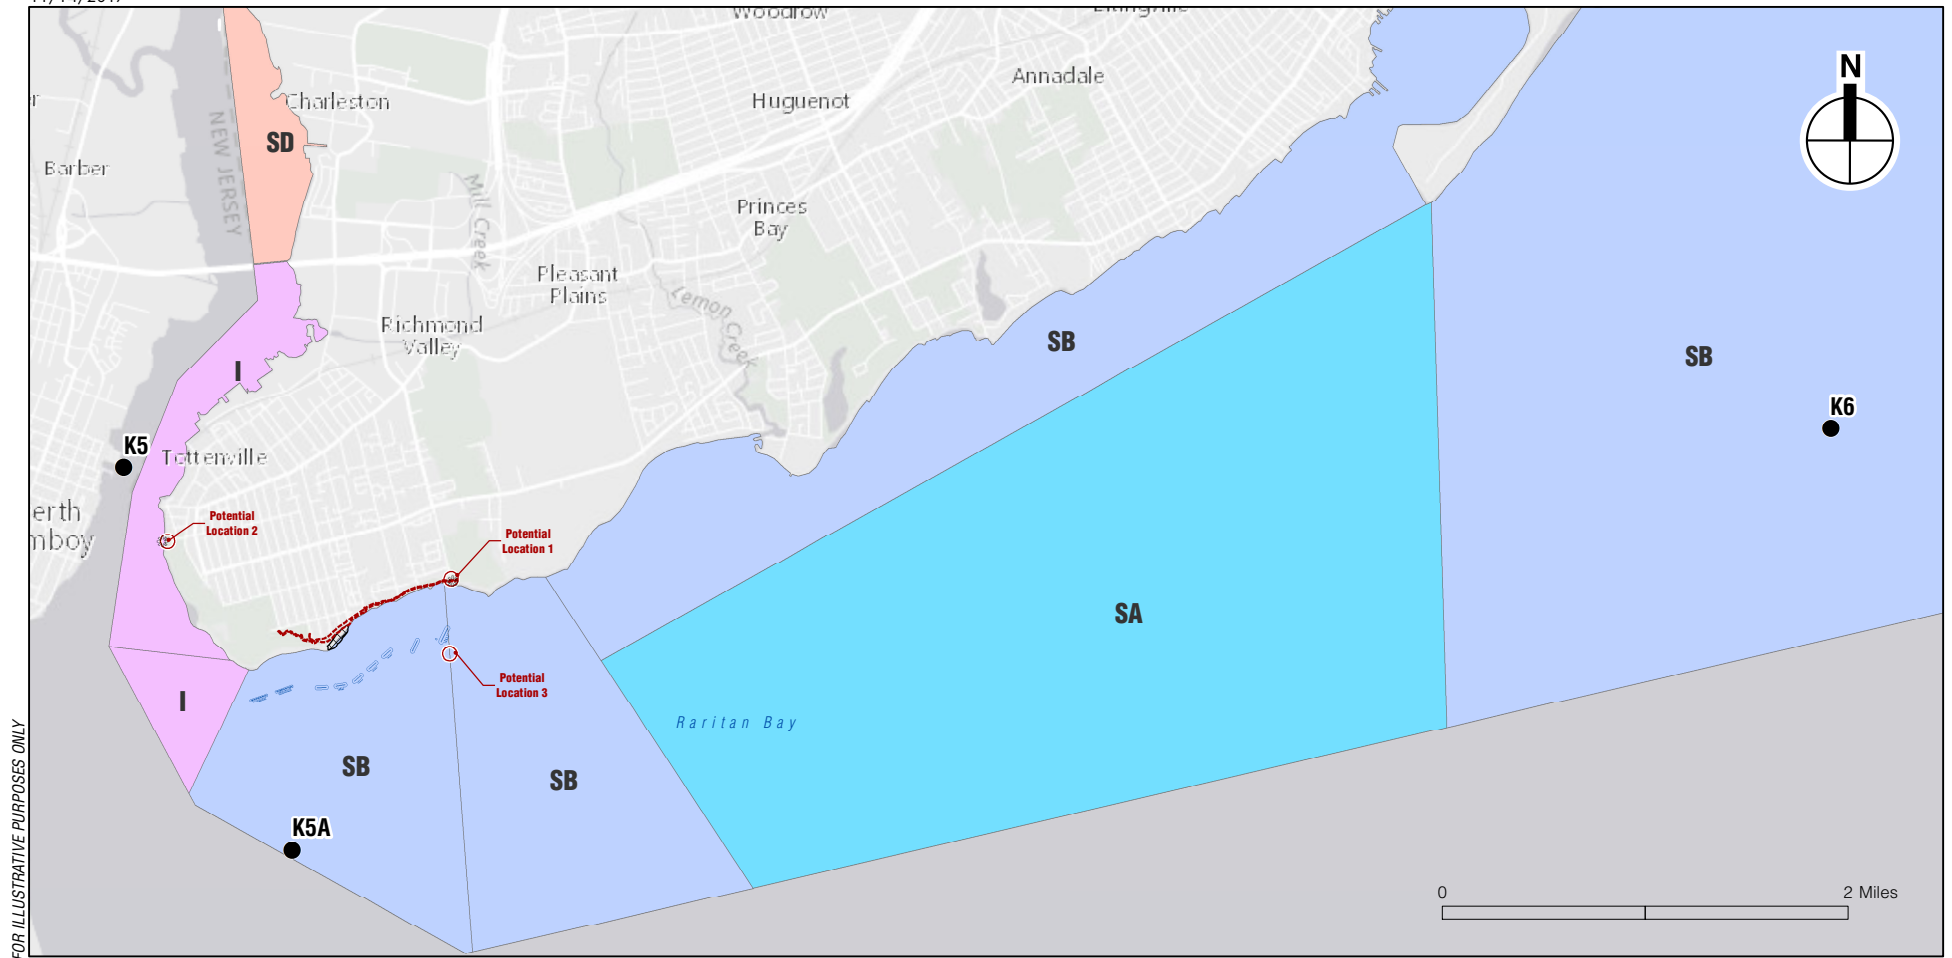 Woodrow
Annadale
N
Charleston
Huguenot
SD
NEW JERSEY
Barber
Mill Creek
Princes
Bay
Pleasant
Plains
Lemon Creek
Richmond
Valley
SB
SB
I
K6
K5
Tottenville
erth
mboy
Potential
Location 2
Potential
Location 1
SA
Potential
Location 3
I
Raritan Bay
SB
SB
K5A
0
2 Miles
FOR ILLUSTRATIVE PURPOSES ONLY